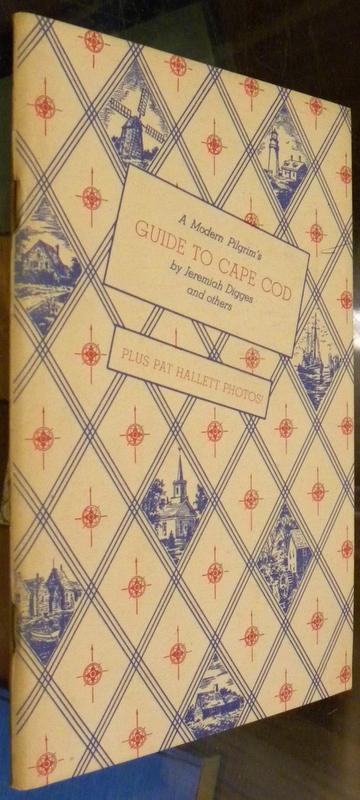 A Modern Pilgrim's
GUIDE TO CAPE COD
by Jeremiah Digges
and others
PLUS PAT HALLETT PHOTOS!